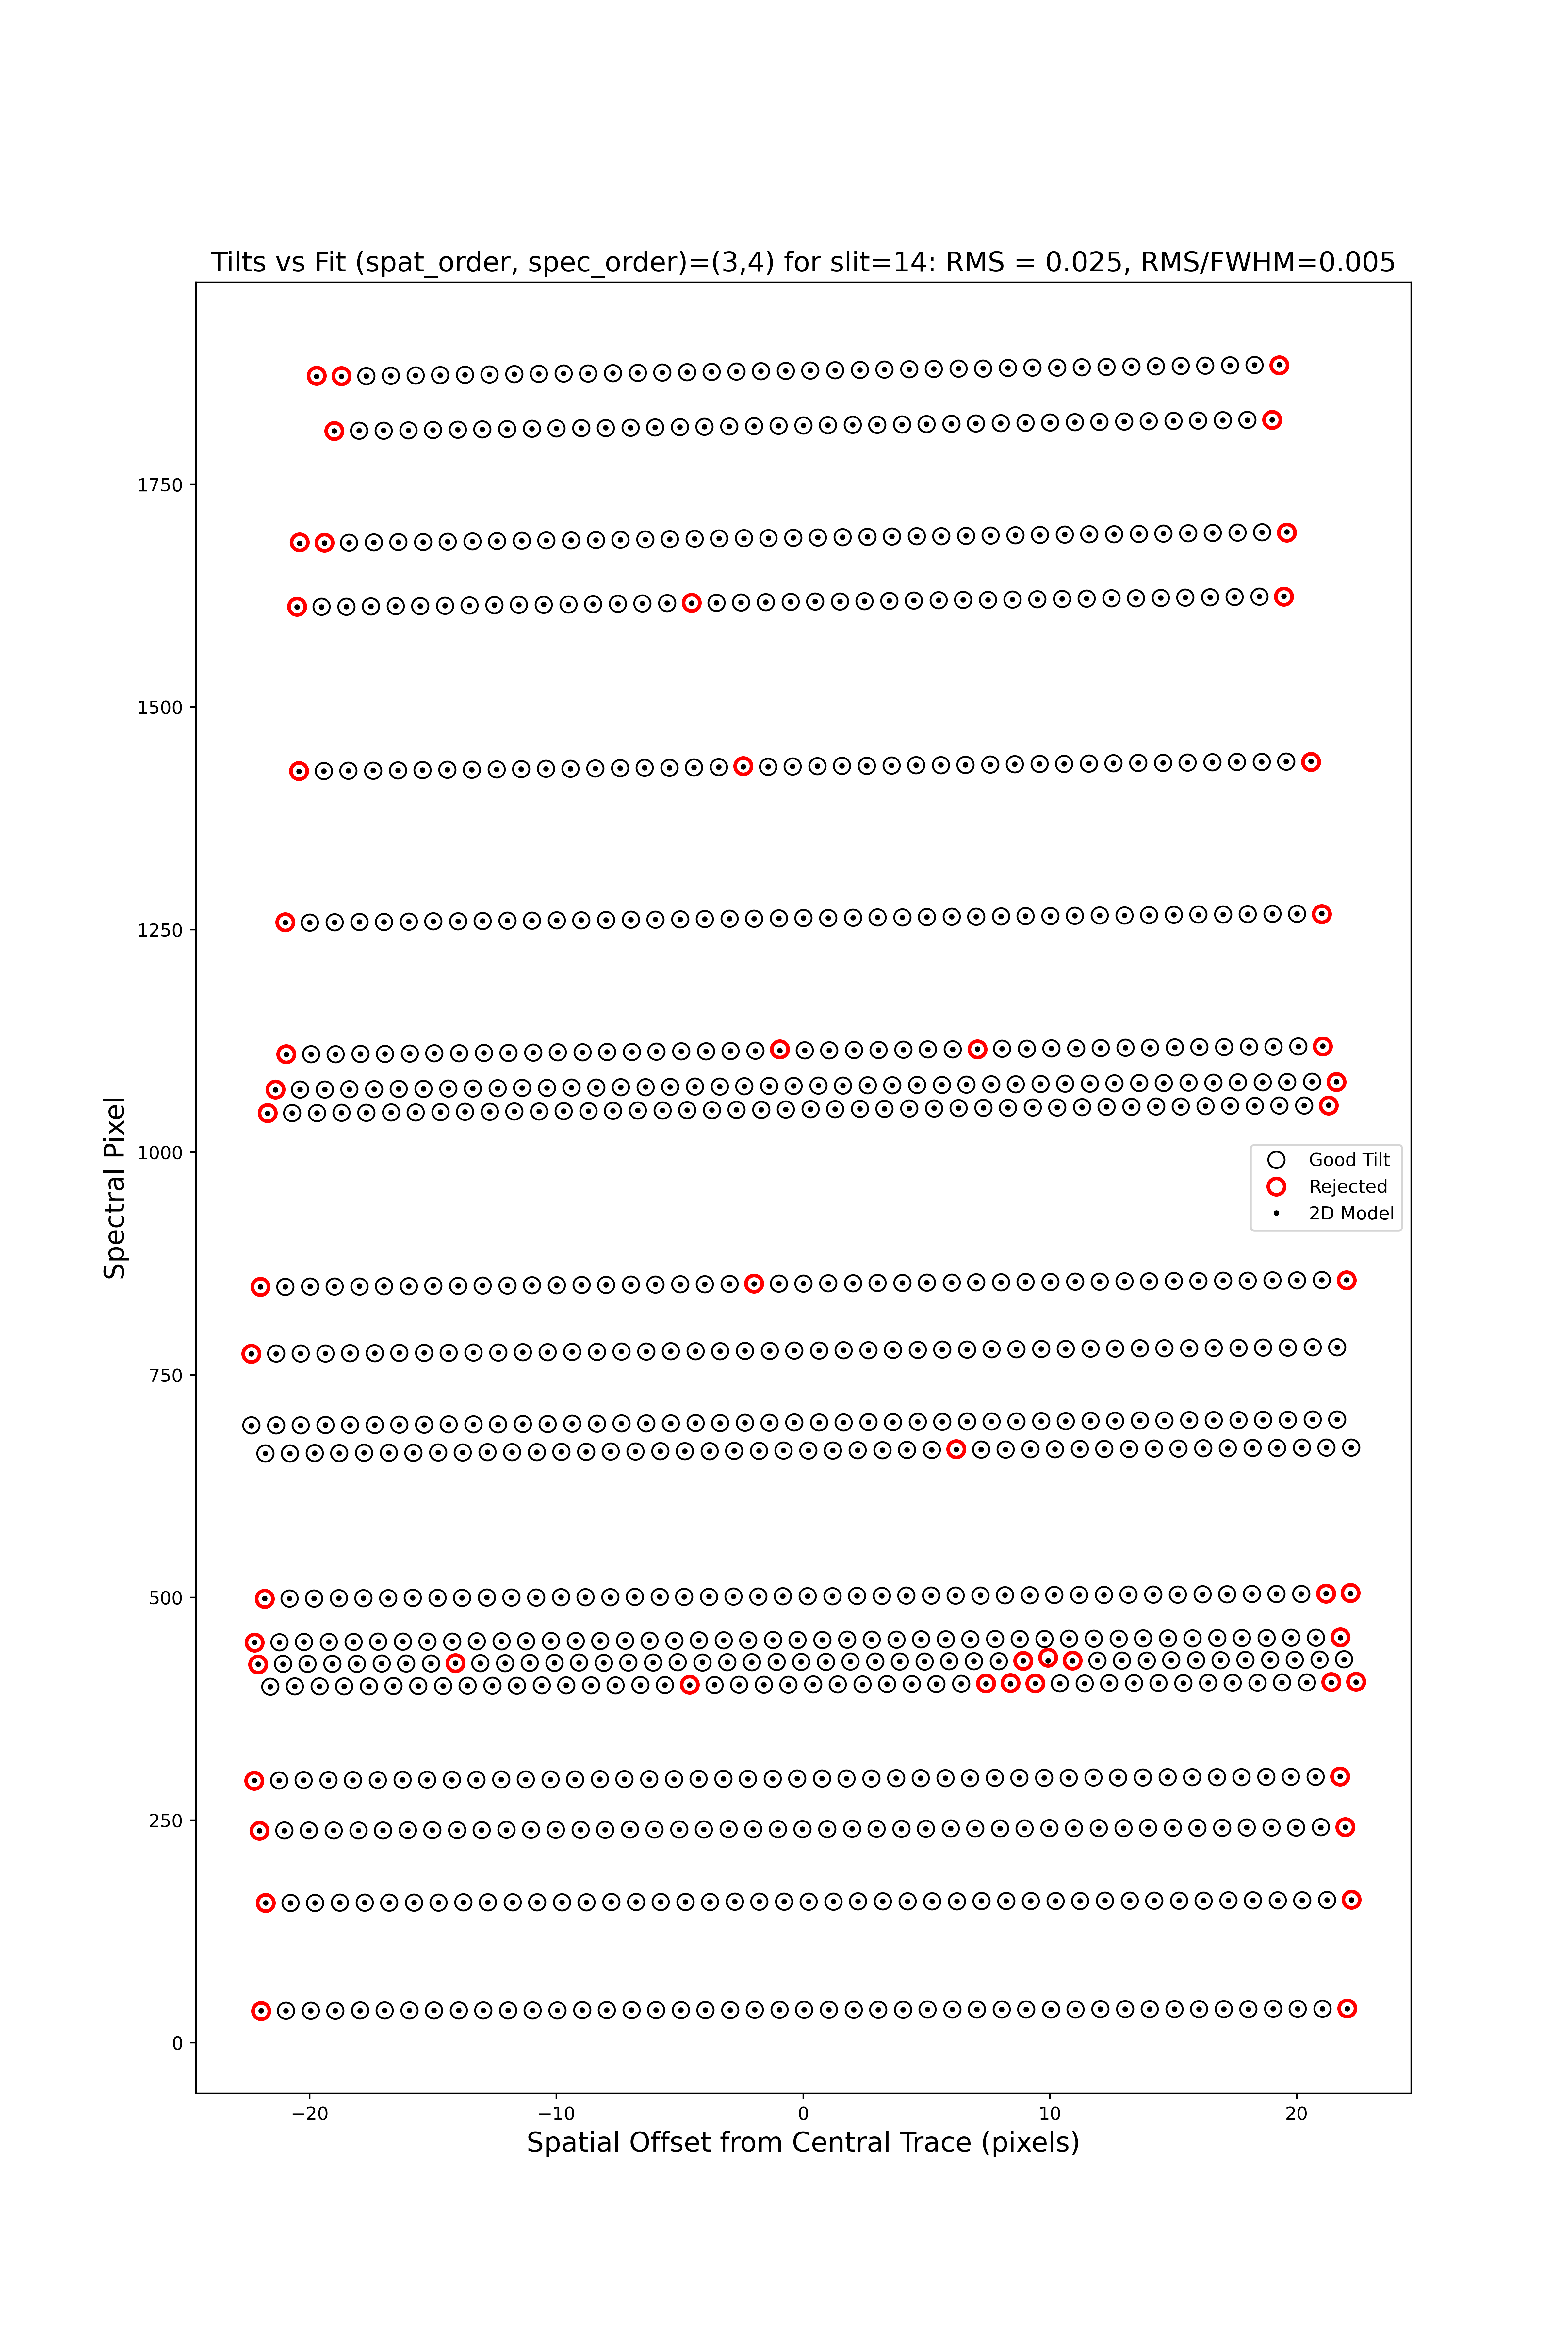 Tilts vs Fit (spat_order, spec_order)=(3,4) for slit=14: RMS = 0.025, RMS/FWHM=0.005
1750
1500
1250
1000
750
500
250
0
Spectral Pixel
Good Tilt
Rejected
2D Model
−20
−10
0
10
20
Spatial Offset from Central Trace (pixels)